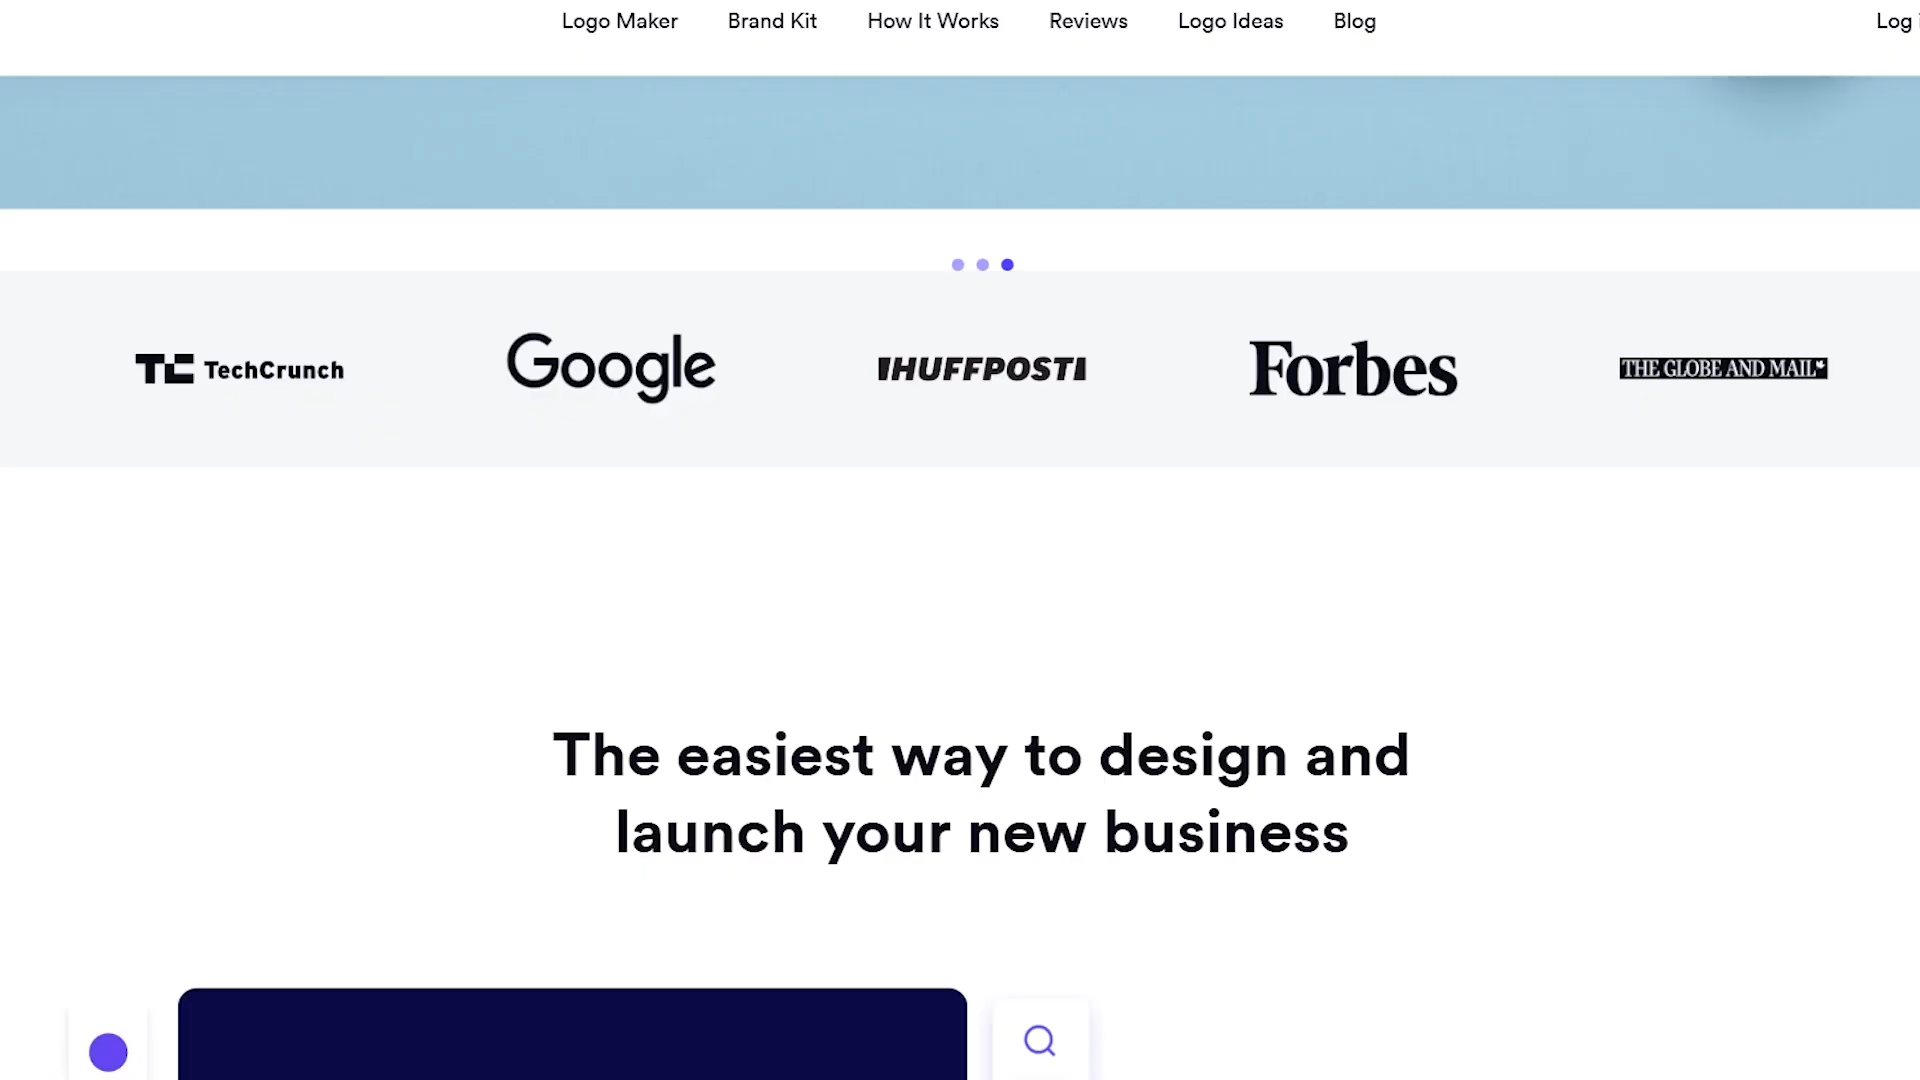 Logo Maker Brand Kit How It Works Reviews Logo Ideas Blog Log
TC TechCrunch Google HUFFPOST Forbes THE GLOBE AND MAIL
The easiest way to design and
launch your new business